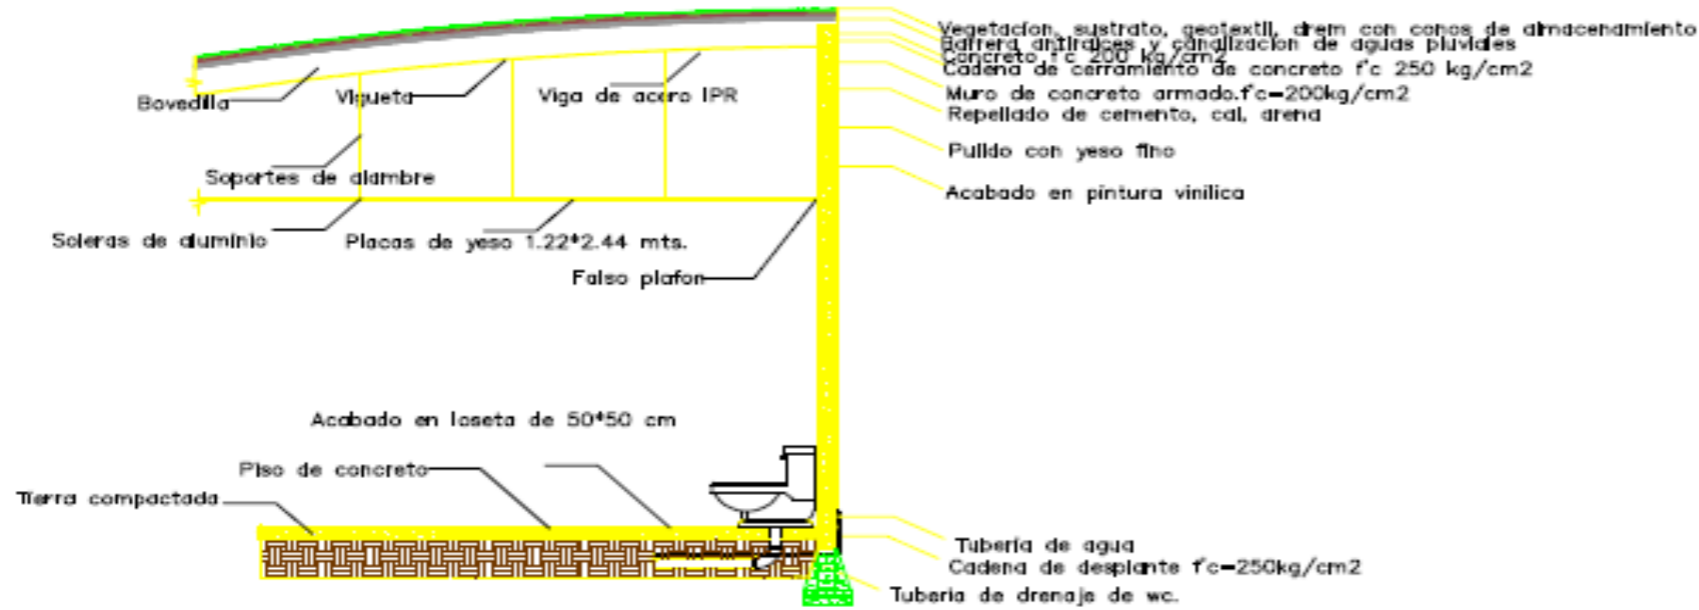 Vegetacion, sustrato, geotextil, drem con conos de almacenamiento
Barrera antiraices y canalizacion de aguas pluviales
Concreto f'c 200 kg/cm2
Cadena de cerramiento de concreto f'c 250 kg/cm2
Bovedilla
Vigueta
Viga de acero IPR
Muro de concreto armado.f'c=200kg/cm2
Repellado de cemento, cal, arena
Pulido con yeso fino
Soportes de alambre
Acabado en pintura vinilica
Soleras de aluminio
Placas de yeso 1.22*2.44 mts.
Falso plafon
Acabado en loseta de 50*50 cm
Piso de concreto
Tierra compactada
Tuberia de agua
Cadena de desplante f'c=250kg/cm2
Tuberia de drenaje de wc.